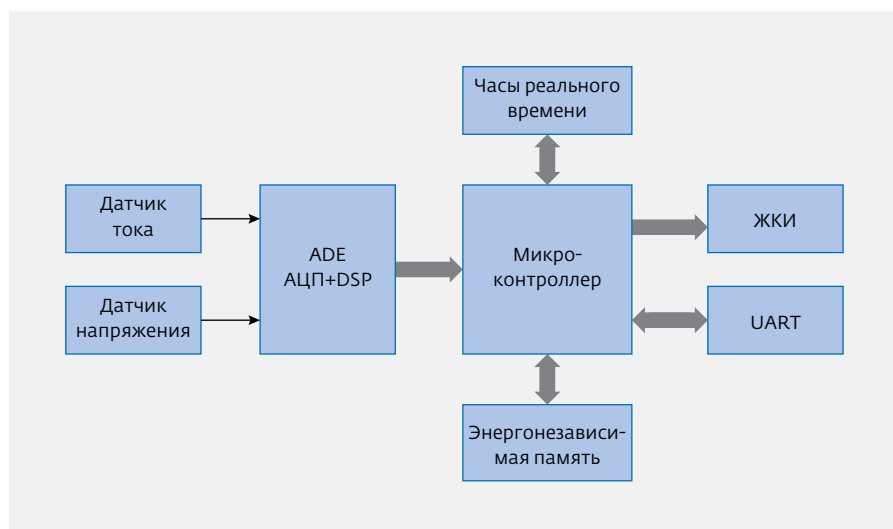 Часы реального
времени
Датчик
тока
ADE
АЦП+DSP
Микро-
контроллер
ЖКИ
Датчик
напряжения
UART
Энергонезависи-
мая память